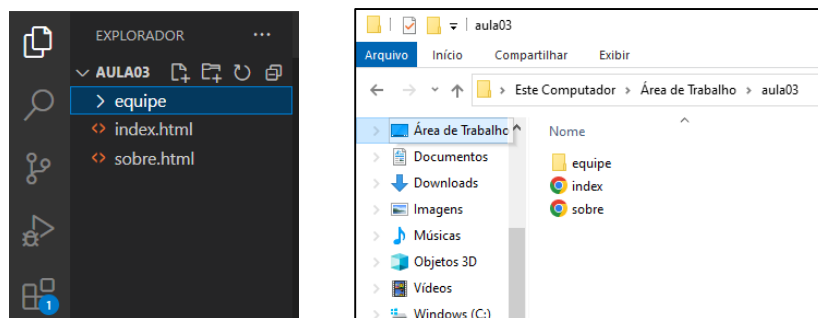 EXPLORADOR ...
AULA03
equipe
index.html
sobre.html
1
aula03
Arquivo Início Compartilhar Exibir
Este Computador > Área de Trabalho > aula03
Área de Trabalho
Documentos
Downloads
Imagens
Músicas
Objetos 3D
Vídeos
Windows (C:)
Nome
equipe
index
sobre